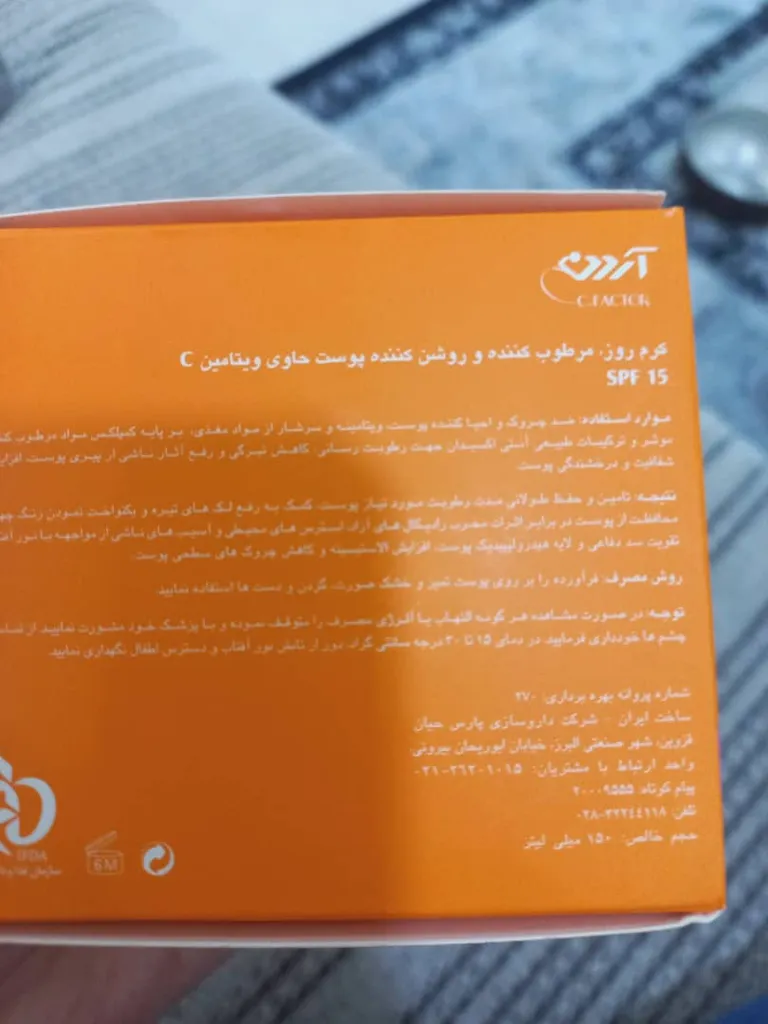 آردن
C.FACTOR
کرم روز، مرطوب کننده و روشن کننده پوست حاوی ویتامین C
SPF 15
موارد استفاده: ضد چروک و احیا کننده پوست، ویتامینه و سرشار از مواد مغذی، بر پایه کمپلکس مواد مرطوب
موثر و ترکیبات طبیعی آنتی اکسیدان جهت رطوبت رسانی، کاهش تیرگی و رفع آثار ناشی از پیری پوست،
شفافیت و درخشندگی پوست.
نتیجه: تامین و حفظ طولانی مدت رطوبت مورد نیاز پوست، کمک به رفع لک های تیره و یکنواخت نمودن رنگ
محافظت از پوست در برابر اثرات مخرب رادیکال های آزاد، استرس های محیطی و آسیب های ناشی از مواجهه با نور
تقویت سد دفاعی و لایه هیدرولیپیدیک پوست، افزایش الاستیسیته و کاهش چروک های سطحی پوست.
روش مصرف: فرآورده را بر روی پوست تمیز و خشک صورت، گردن و دست ها استفاده نمایید.
توجه: در صورت مشاهده هر گونه التهاب یا آلرژی مصرف را متوقف نموده و با پزشک خود مشورت نمایید. از
چشم ها خودداری فرمایید. در دمای ۱۵ تا ۳۰ درجه سانتی گراد، دور از تابش نور آفتاب و دسترس اطفال نگهداری نمایید.
شماره پروانه بهره برداری: ۲۷۰
ساخت ایران - شرکت داروسازی پارس حیان
قزوین، شهر صنعتی البرز، خیابان ابوریحان بیرونی
واحد ارتباط با مشتریان: ۰۲۱-۲۶۲۰۱۰۱۵
پیام کوتاه: ۲۰۰۰۹۵۵۵
تلفن: ۰۲۸-۳۲۲۴۴۱۱۸
حجم خالص: ۱۵۰ میلی لیتر
6M
IFDA
سازمان غذا و